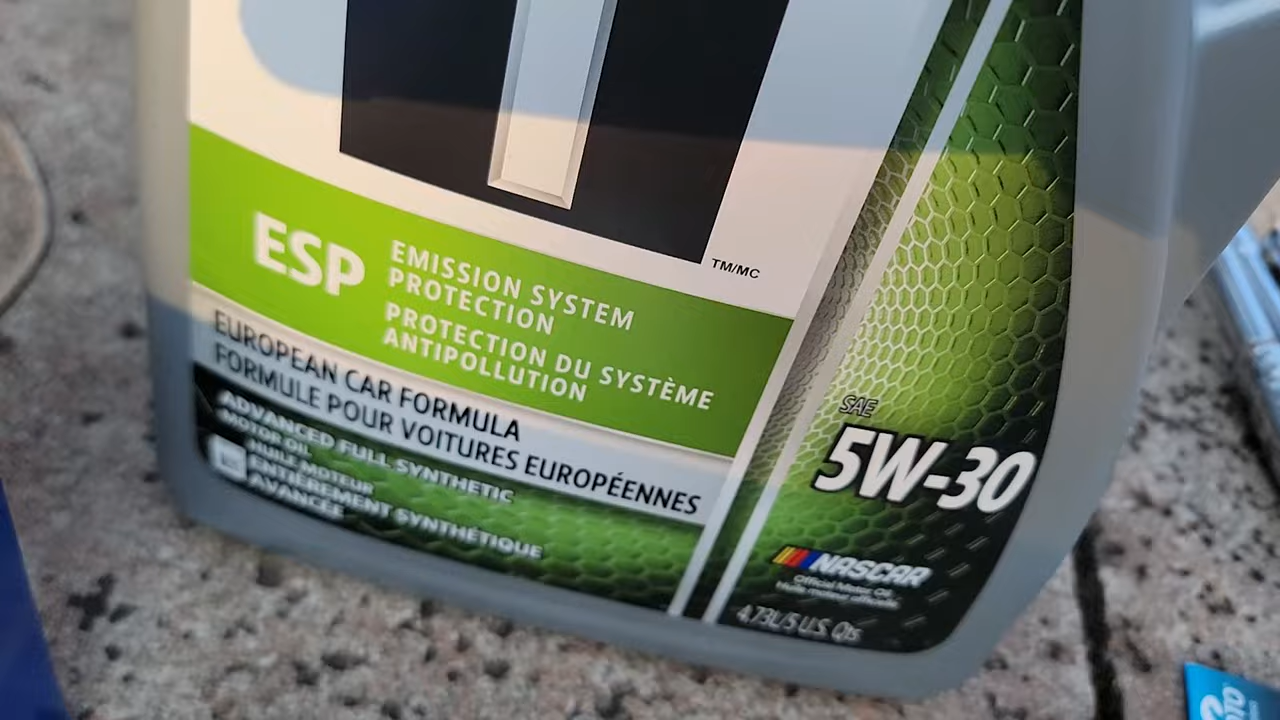 TM/MC
ESP
EMISSION SYSTEM
PROTECTION
PROTECTION DU SYSTÈME
ANTIPOLLUTION
EUROPEAN CAR FORMULA
FORMULE POUR VOITURES EUROPÉENNES
ADVANCED FULL SYNTHETIC
MOTOR OIL
HUILE MOTEUR
ENTIÈREMENT SYNTHÉTIQUE
AVANCÉE
SAE
5W-30
NASCAR
4,73L/5 U.S. Qts